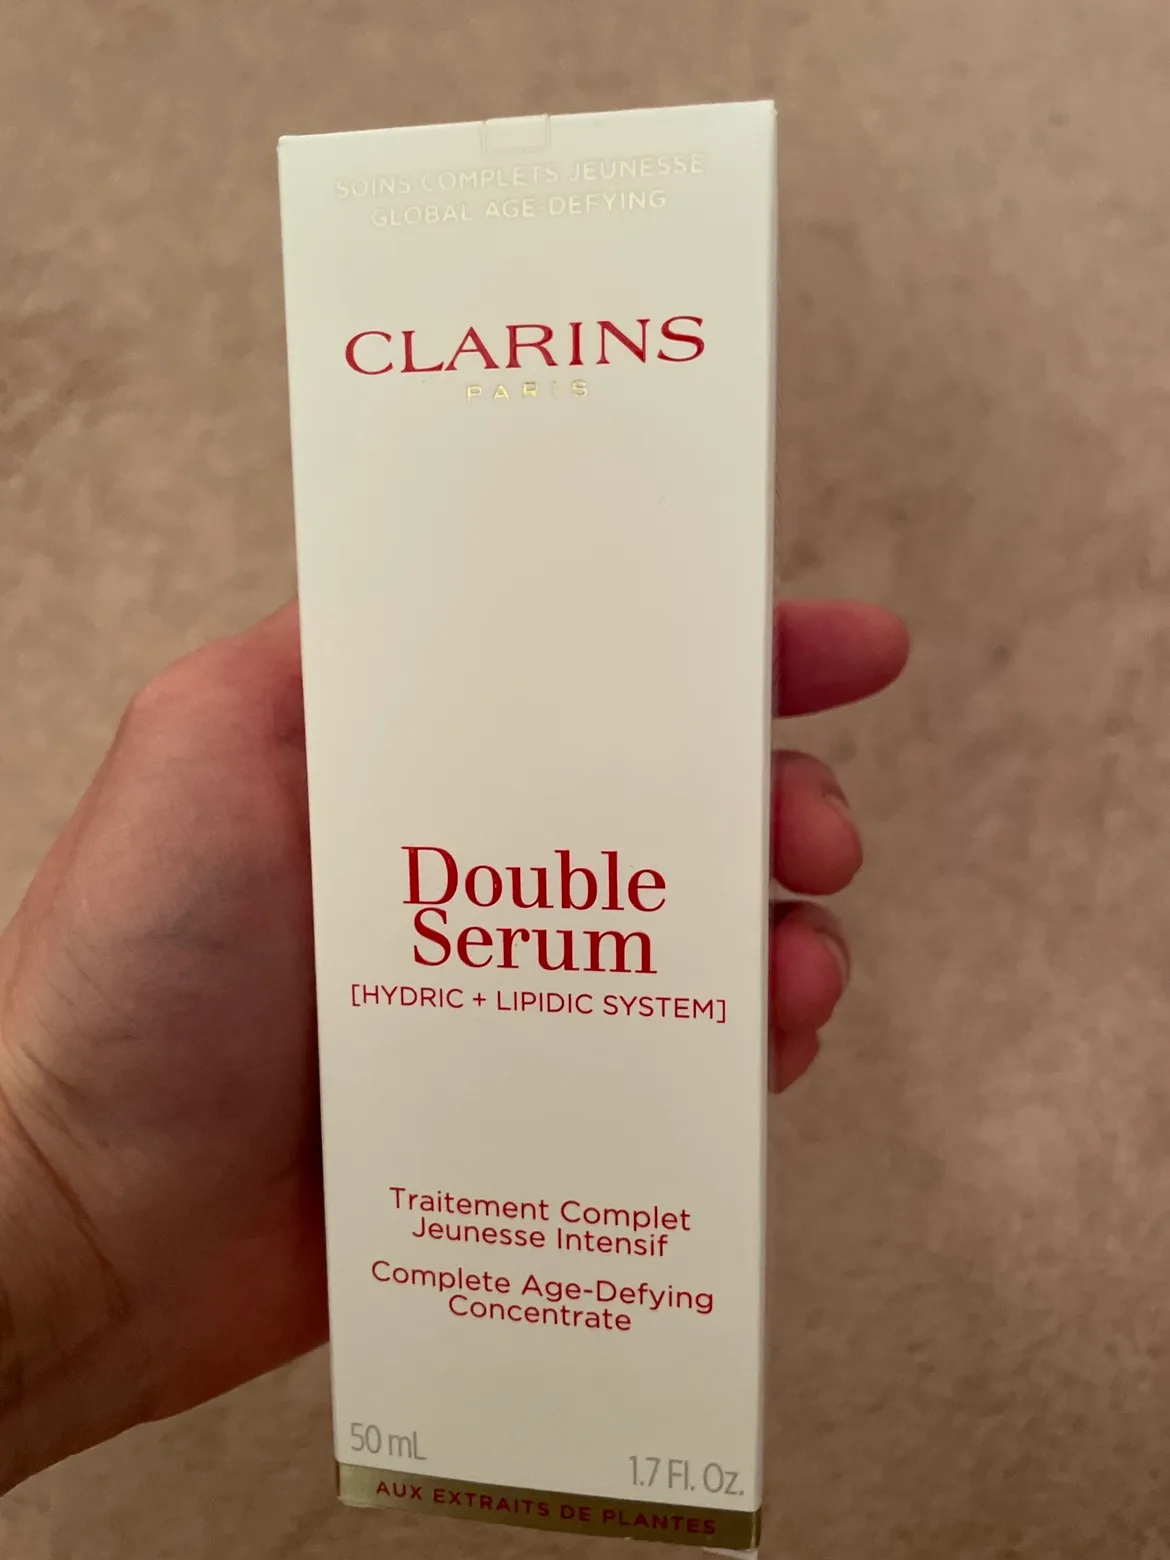 SOINS COMPLETS JEUNESSE
GLOBAL AGE-DEFYING
CLARINS
PARIS
Double
Serum
[HYDRIC + LIPIDIC SYSTEM]
Traitement Complet
Jeunesse Intensif
Complete Age-Defying
Concentrate
50 mL
1.7 Fl. Oz.
AUX EXTRAITS DE PLANTES